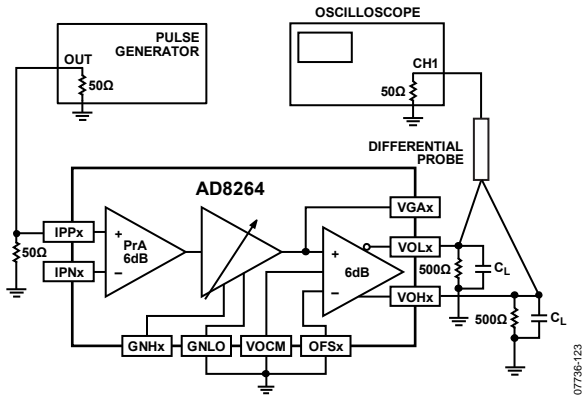 OSCILLOSCOPE
PULSE
GENERATOR
OUT
50Ω
CH1
50Ω
DIFFERENTIAL
PROBE
AD8264
VGAx
IPPx
+
PrA
6dB
–
+
6dB
–
VOLx
50Ω
IPNx
500Ω
CL
VOHx
500Ω
CL
GNHx
GNLO
VOCM
OFSx
07736-123